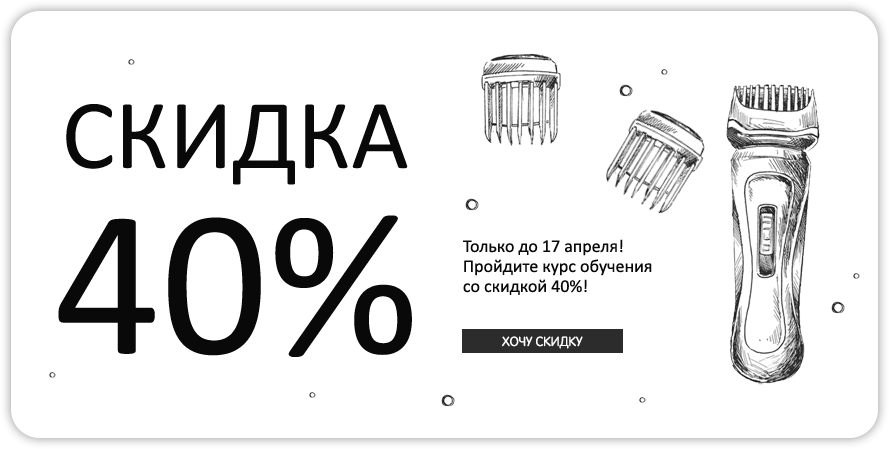 СКИДКА
40%
Только до 17 апреля!
Пройдите курс обучения
со скидкой 40%!
ХОЧУ СКИДКУ